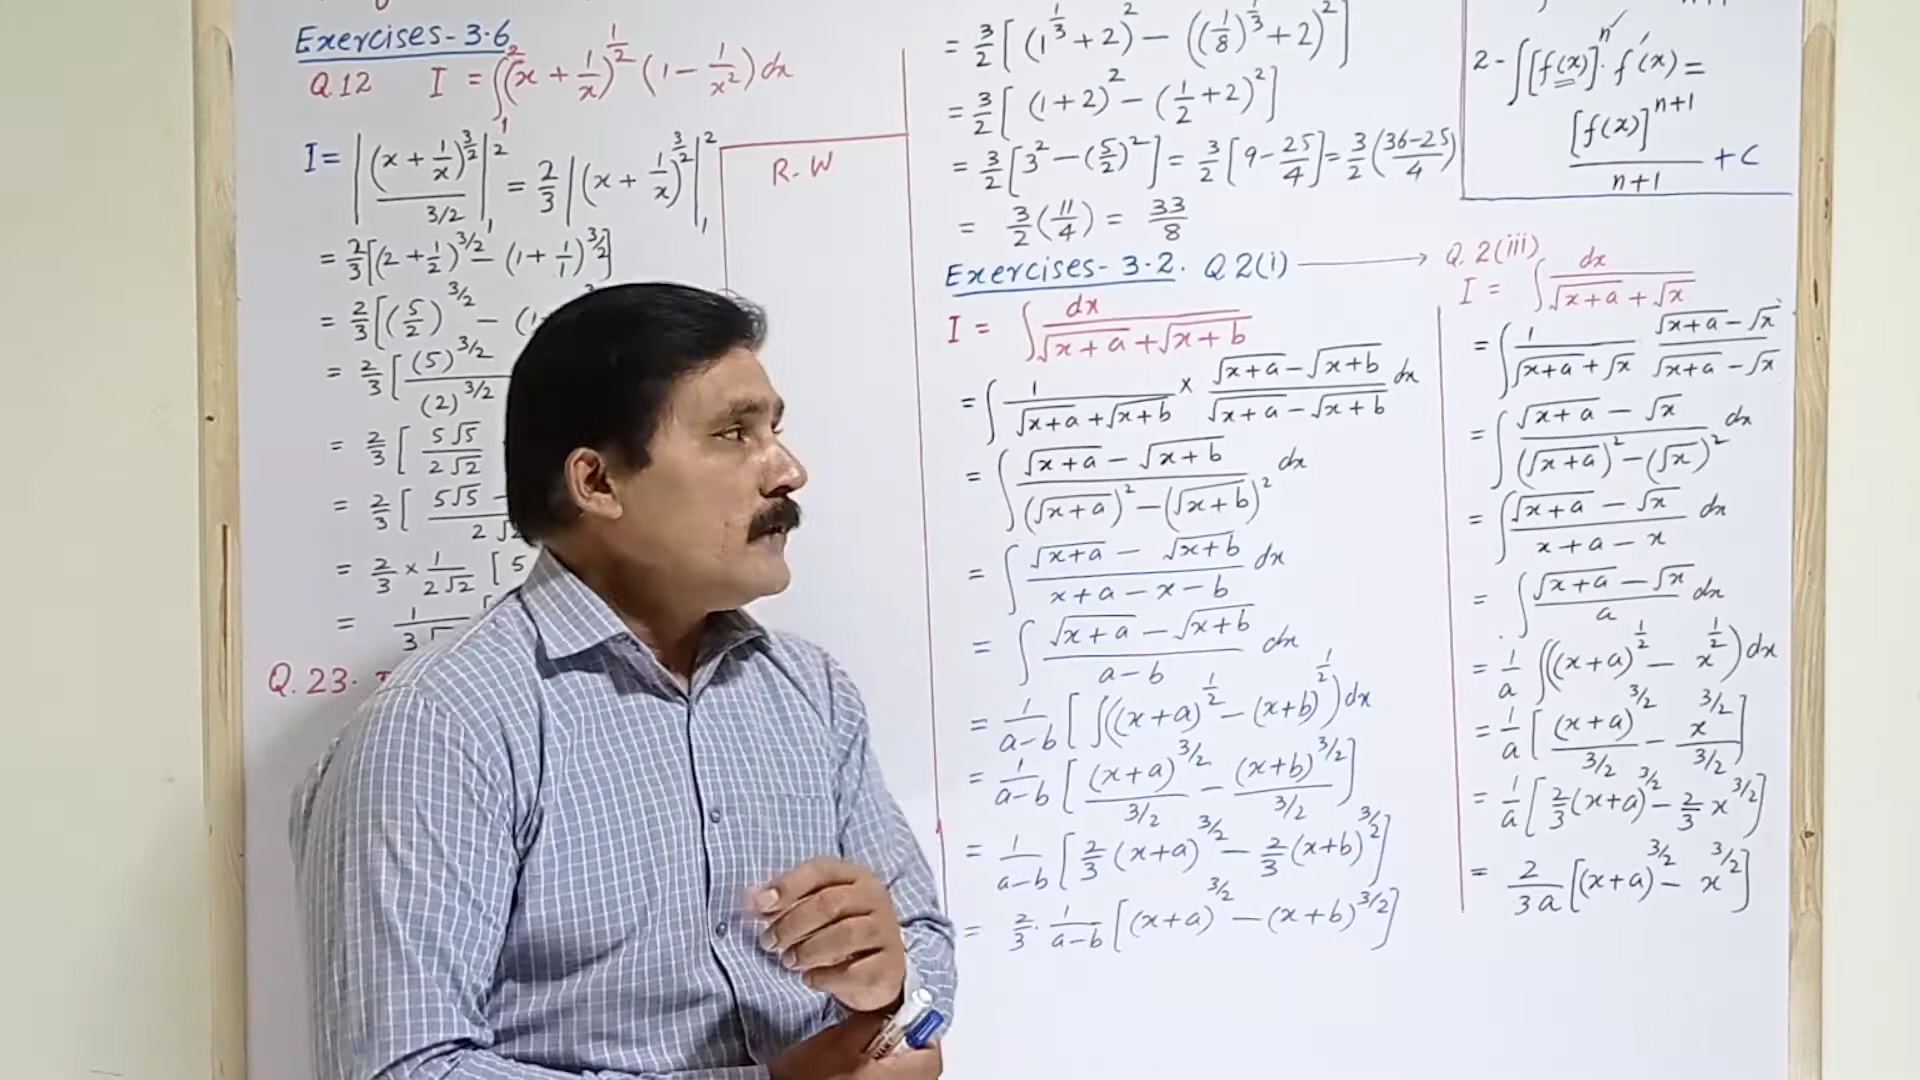 Exercises-3.6
Q.12 I = ∫₁² (x + 1/x)^(1/2) (1 - 1/x²) dx
I = |(x + 1/x)^(3/2) / 3/2|₁² = 2/3 |(x + 1/x)^(3/2)|₁²
= 2/3 [(2 + 1/2)^(3/2) - (1 + 1/1)^(3/2)]
= 2/3 [(5/2)^(3/2) - (1
= 2/3 [(5)^(3/2) / (2)^(3/2)
= 2/3 [5√5 / 2√2
= 2/3 [5√5 - / 2√2
= 2/3 × 1/2√2 [5
= 1/3√
Q.23.
R.W
= 3/2 [(1^(1/3) + 2)² - ((1/8)^(1/3) + 2)²]
= 3/2 [(1+2)² - (1/2 + 2)²]
= 3/2 [3² - (5/2)²] = 3/2 [9 - 25/4] = 3/2 (36-25/4)
= 3/2 (11/4) = 33/8
Exercises-3.2. Q2(i) → Q.2(iii)
I = ∫ dx / √x+a + √x+b
= ∫ 1 / √x+a + √x+b × √x+a - √x+b / √x+a - √x+b dx
= ∫ √x+a - √x+b / (√x+a)² - (√x+b)² dx
= ∫ √x+a - √x+b / x+a-x-b dx
= ∫ √x+a - √x+b / a-b dx
= 1/a-b [∫((x+a)^(1/2) - (x+b)^(1/2)) dx
= 1/a-b [(x+a)^(3/2) / 3/2 - (x+b)^(3/2) / 3/2]
= 1/a-b [2/3 (x+a)^(3/2) - 2/3 (x+b)^(3/2)]
= 2/3 · 1/a-b [(x+a)^(3/2) - (x+b)^(3/2)]
2- ∫[f(x)]^n · f'(x) =
[f(x)]^(n+1) / n+1 + C
I = ∫ dx / √x+a + √x
= ∫ 1 / √x+a + √x √x+a - √x / √x+a - √x
= ∫ √x+a - √x / (√x+a)² - (√x)² dx
= ∫ √x+a - √x / x+a-x dx
= ∫ √x+a - √x / a dx
= 1/a ∫((x+a)^(1/2) - x^(1/2)) dx
= 1/a [(x+a)^(3/2) / 3/2 - x^(3/2) / 3/2]
= 1/a [2/3 (x+a)^(3/2) - 2/3 x^(3/2)]
= 2/3a [(x+a)^(3/2) - x^(3/2)]